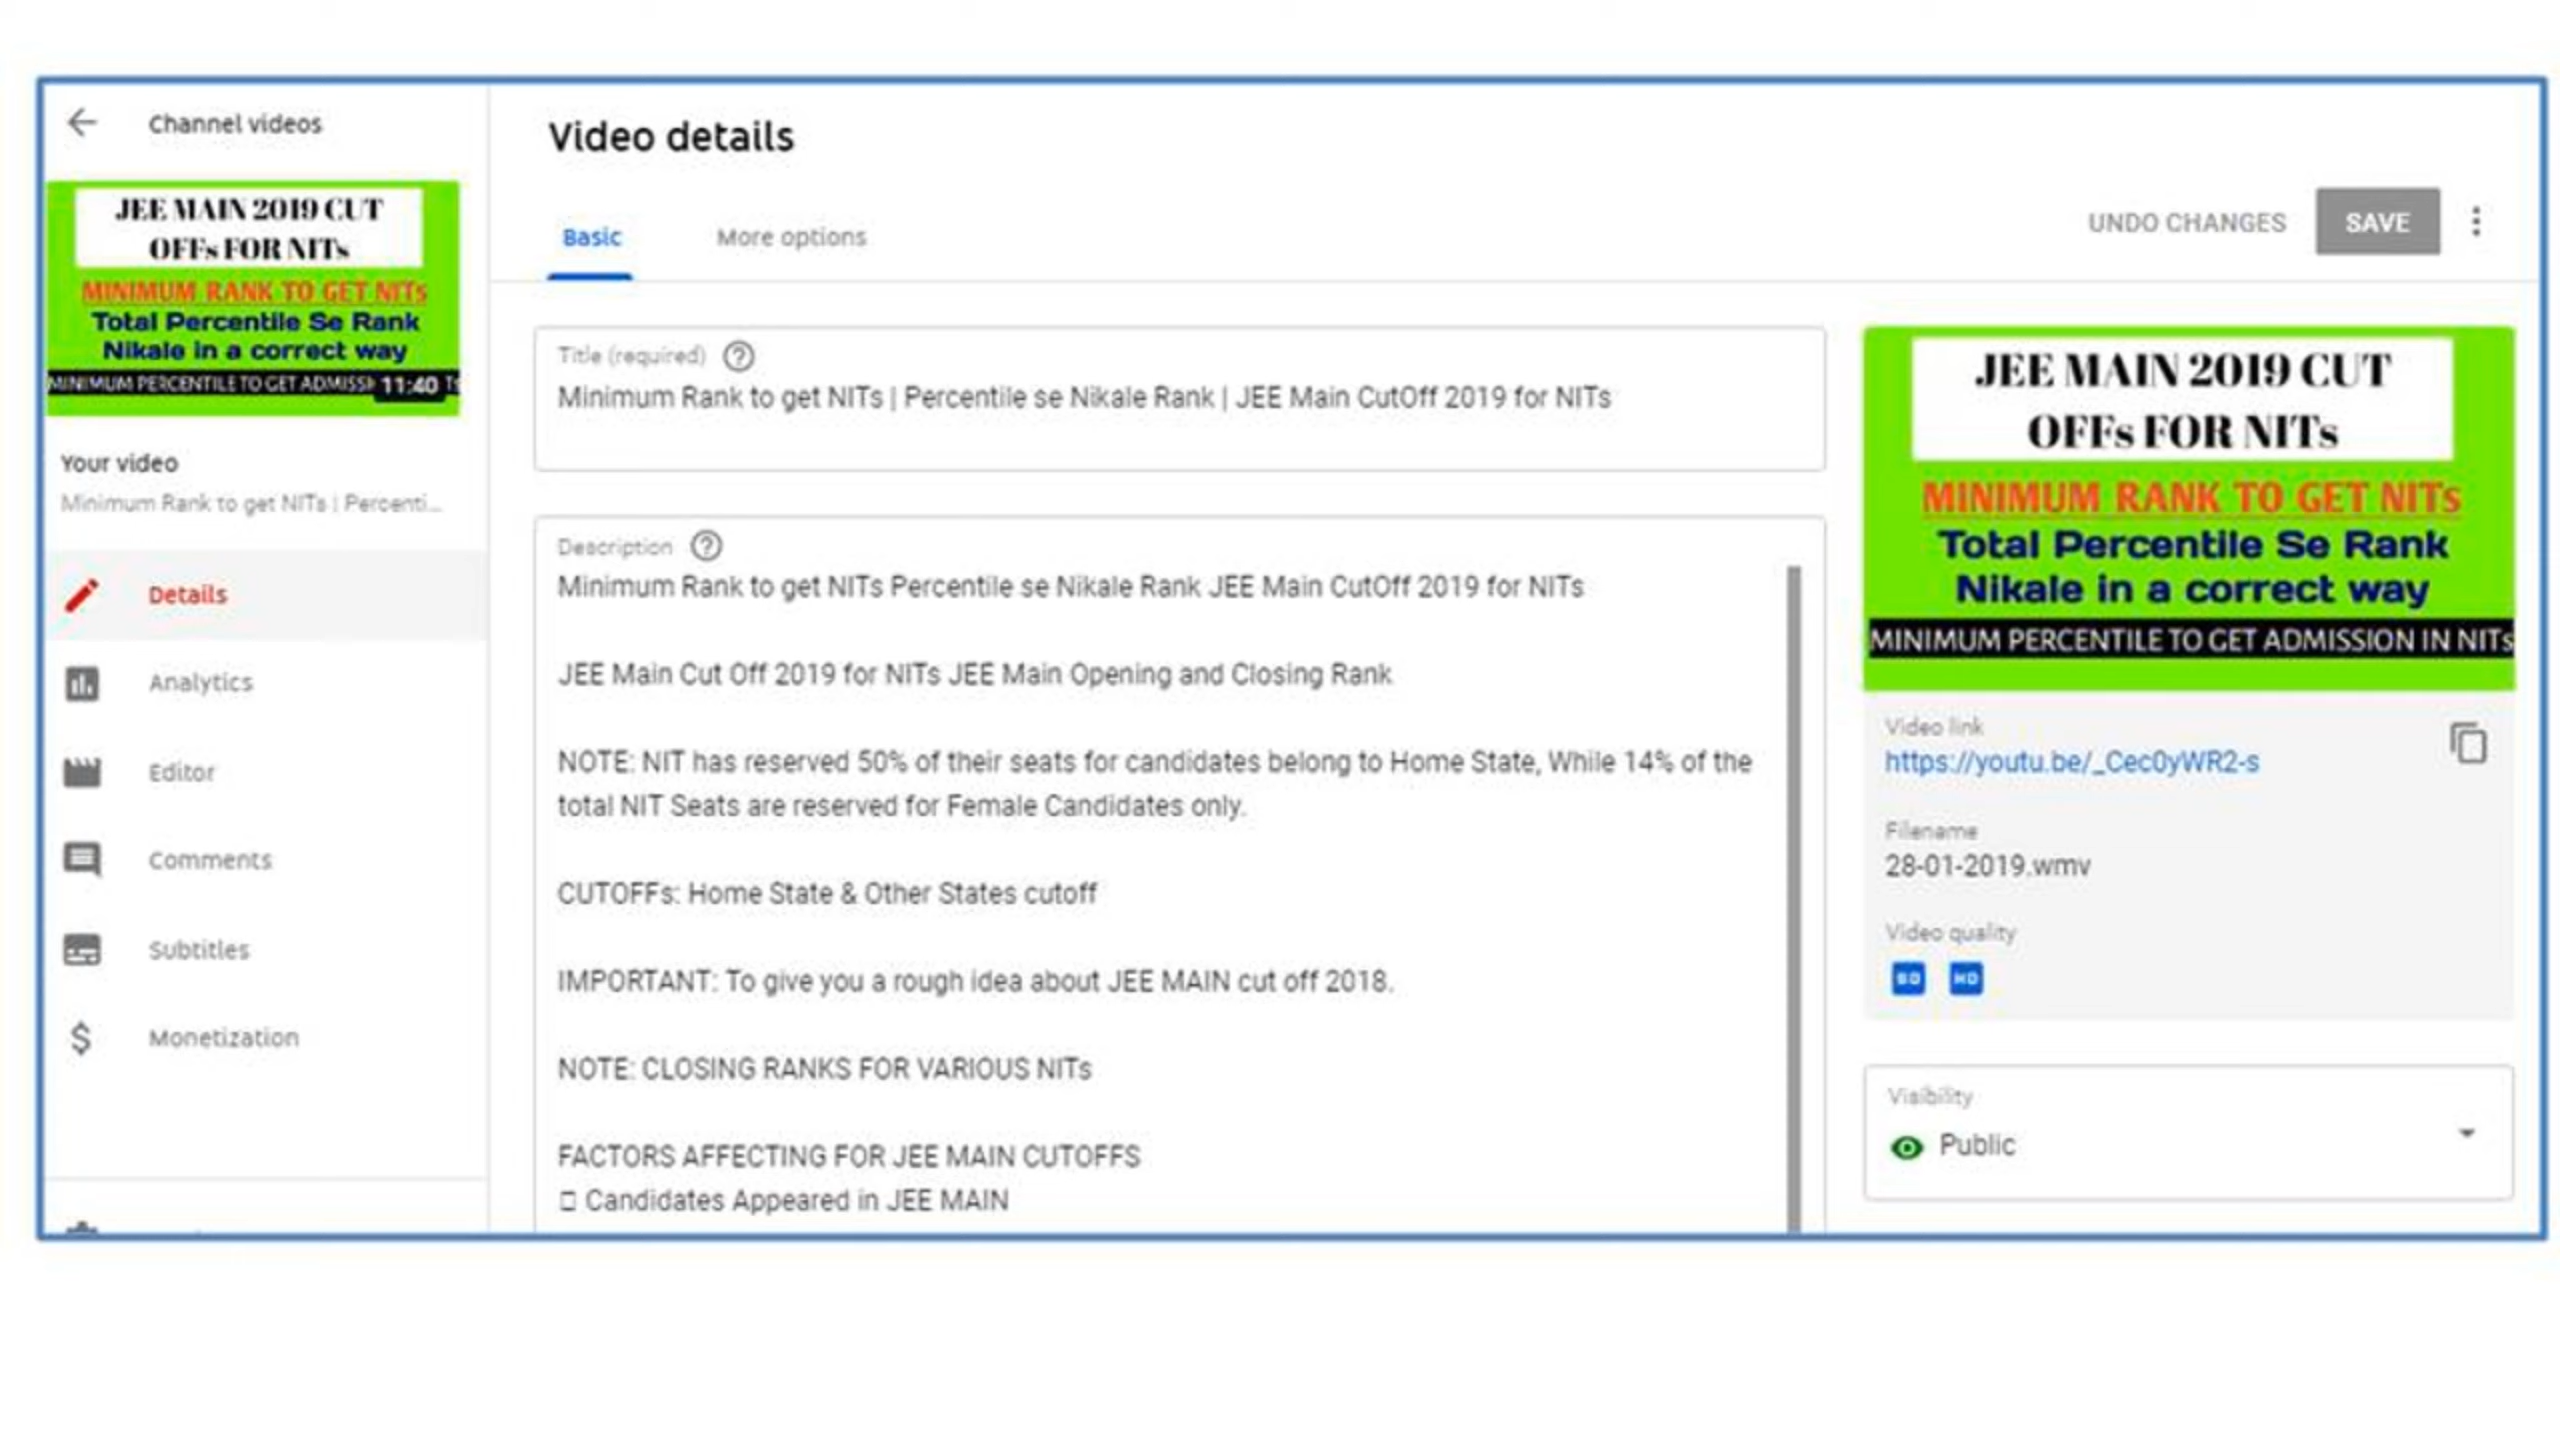 Channel videos
JEE MAIN 2019 CUT
OFFs FOR NITs
MINIMUM RANK TO GET NITs
Total Percentile Se Rank
Nikale in a correct way
MINIMUM PERCENTILE TO GET ADMISSI
11:40
Your video
Minimum Rank to get NITs | Percenti...
Details
Analytics
Editor
Comments
Subtitles
Monetization
Video details
Basic
More options
UNDO CHANGES
SAVE
Title (required)
Minimum Rank to get NITs | Percentile se Nikale Rank | JEE Main CutOff 2019 for NITs
Description
Minimum Rank to get NITs Percentile se Nikale Rank JEE Main CutOff 2019 for NITs
JEE Main Cut Off 2019 for NITs JEE Main Opening and Closing Rank
NOTE: NIT has reserved 50% of their seats for candidates belong to Home State, While 14% of the
total NIT Seats are reserved for Female Candidates only.
CUTOFFs: Home State & Other States cutoff
IMPORTANT: To give you a rough idea about JEE MAIN cut off 2018.
NOTE: CLOSING RANKS FOR VARIOUS NITs
FACTORS AFFECTING FOR JEE MAIN CUTOFFS
□ Candidates Appeared in JEE MAIN
JEE MAIN 2019 CUT
OFFs FOR NITs
MINIMUM RANK TO GET NITs
Total Percentile Se Rank
Nikale in a correct way
MINIMUM PERCENTILE TO GET ADMISSION IN NITs
Video link
https://youtu.be/_Cec0yWR2-s
Filename
28-01-2019.wmv
Video quality
SD HD
Visibility
Public